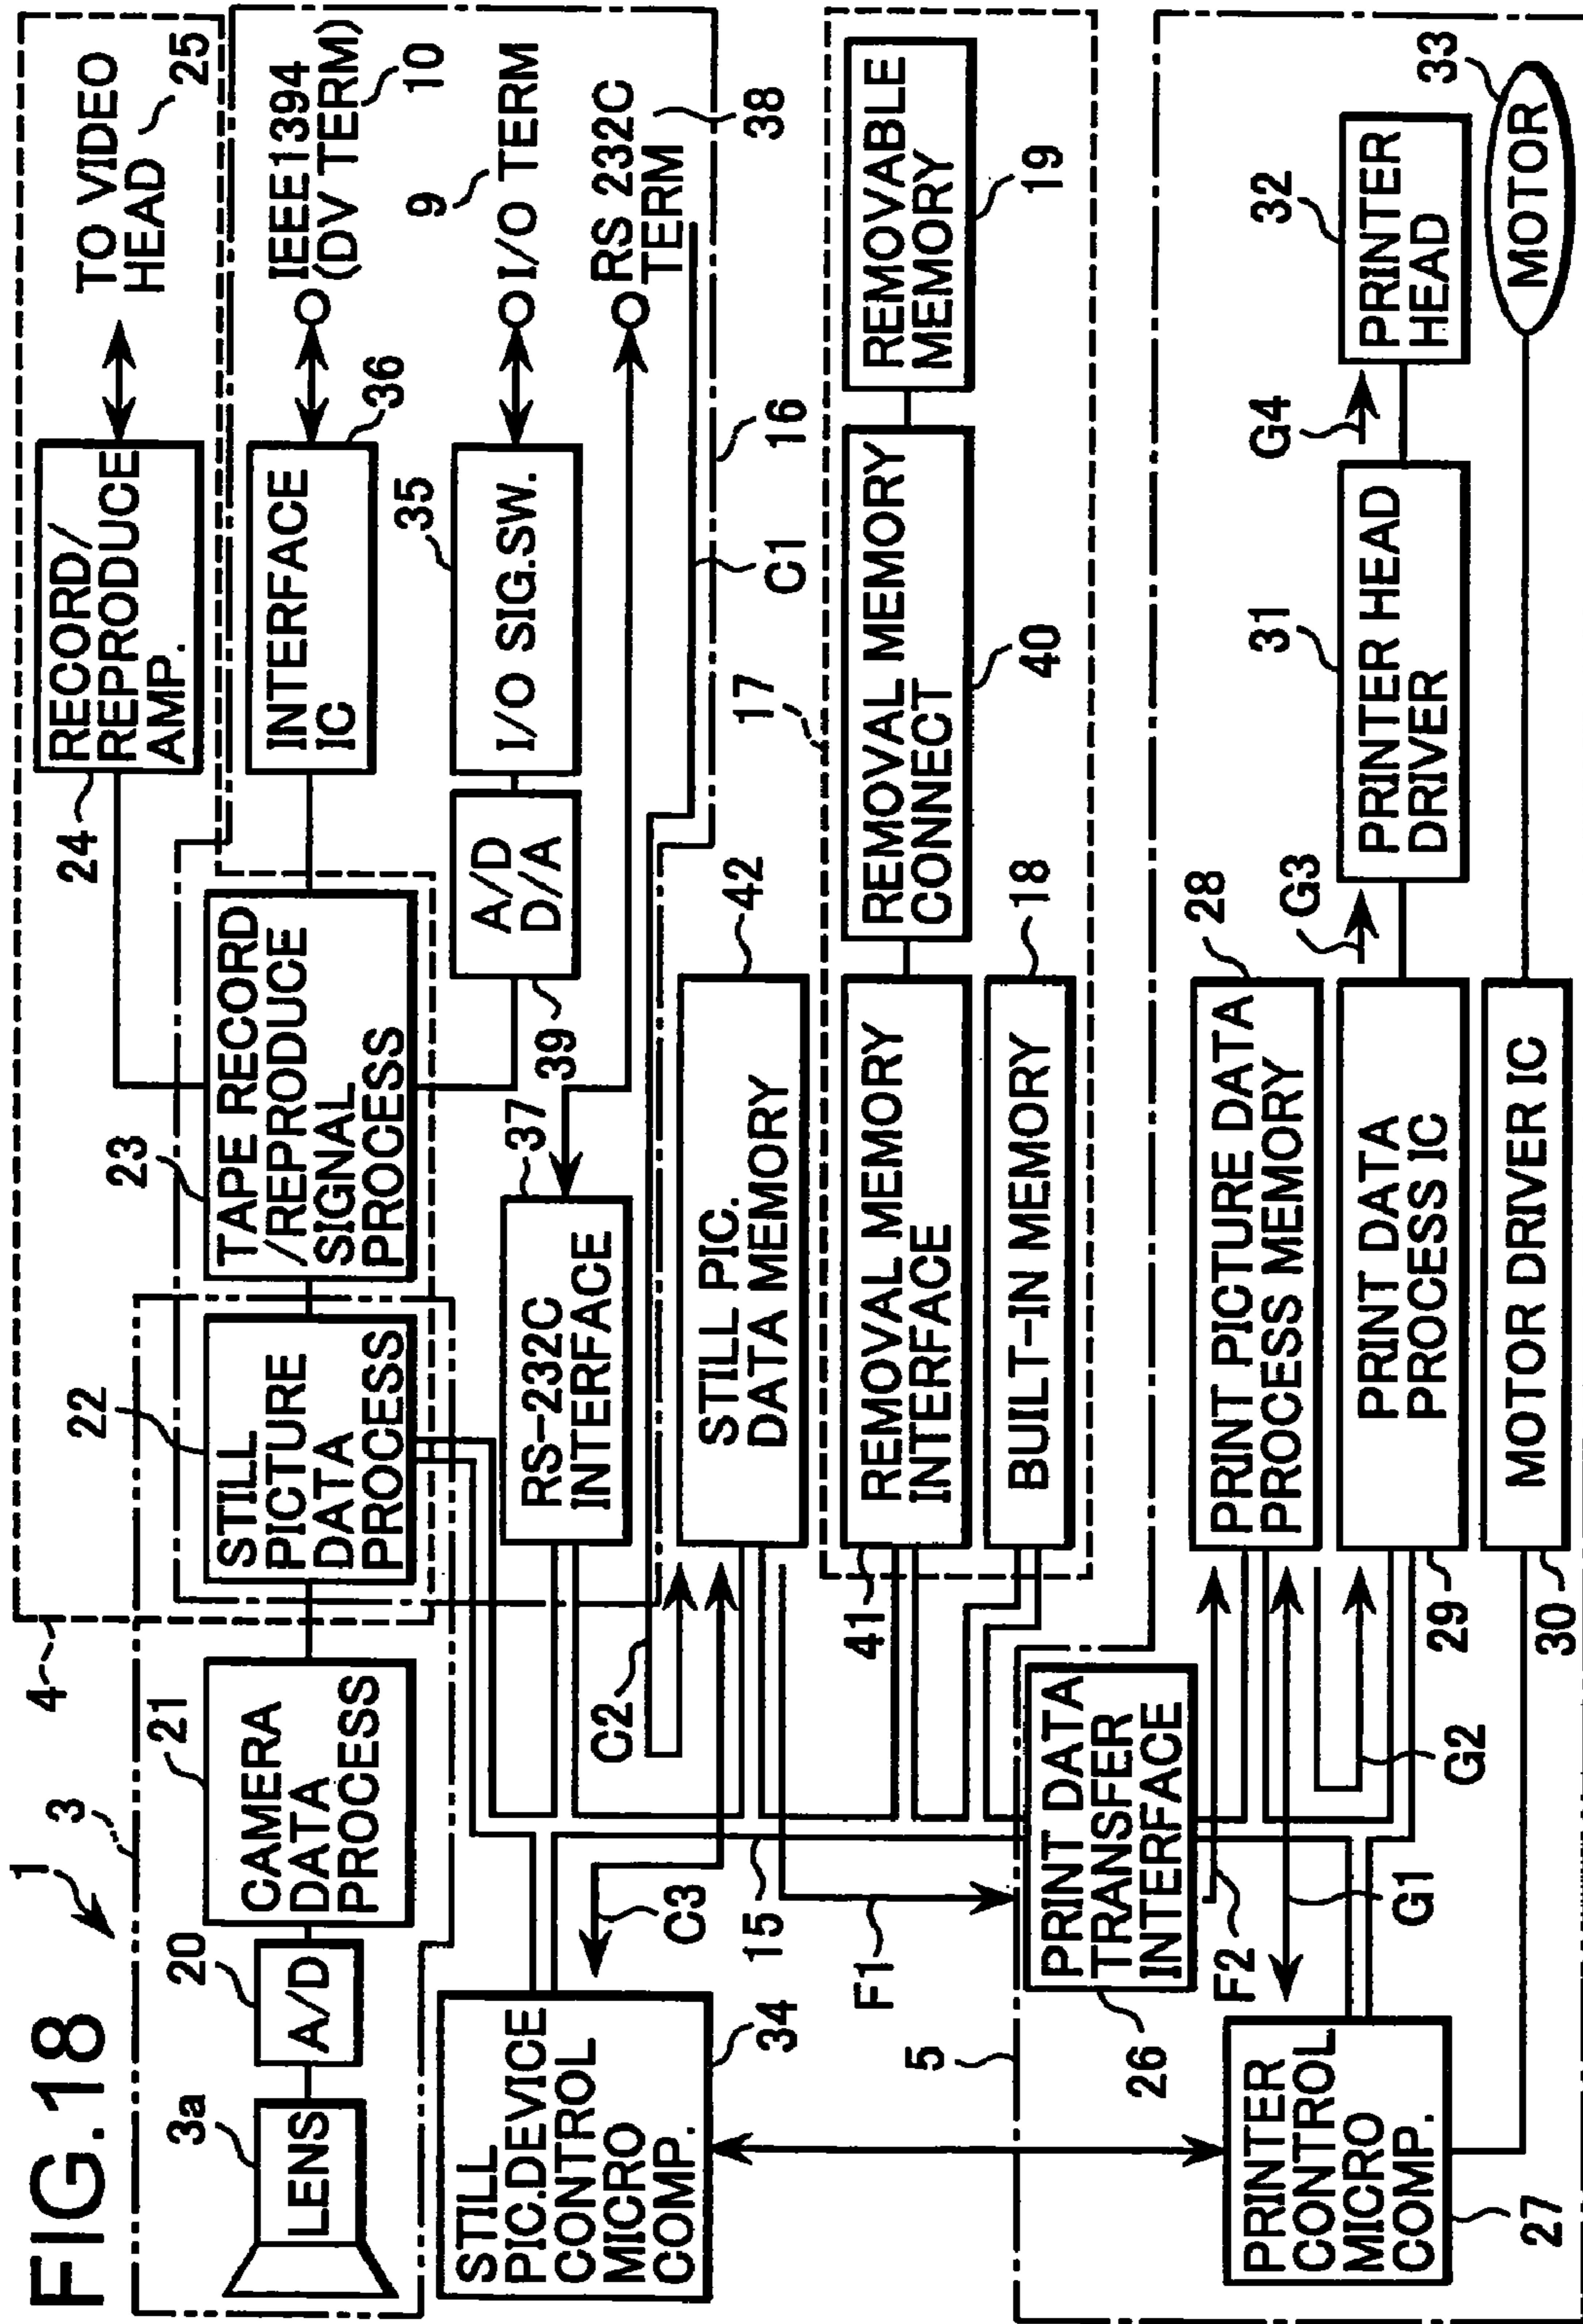 FIG.18
1
3
4
3a
LENS
20
A/D
21
CAMERA
DATA
PROCESS
22
STILL
PICTURE
DATA
PROCESS
23
TAPE RECORD
/REPRODUCE
SIGNAL
PROCESS
24
RECORD/
REPRODUCE
AMP.
TO VIDEO
HEAD
25
INTERFACE
IC
36
IEEE1394
(DV TERM)
10
A/D
D/A
39
35
I/O SIG.SW.
9
I/O TERM
RS 232C
TERM
38
37
RS-232C
INTERFACE
C1
16
C2
C3
STILL
PIC.DEVICE
CONTROL
MICRO
COMP.
34
42
STILL PIC.
DATA MEMORY
17
41
REMOVAL MEMORY
INTERFACE
REMOVAL MEMORY
CONNECT
40
REMOVABLE
MEMORY
19
18
BUILT-IN MEMORY
15
F1
5
26
PRINT DATA
TRANSFER
INTERFACE
F2
G1
G2
PRINTER
CONTROL
MICRO
COMP.
27
28
PRINT PICTURE DATA
PROCESS MEMORY
PRINT DATA
PROCESS IC
29
MOTOR DRIVER IC
30
G3
31
PRINTER HEAD
DRIVER
G4
32
PRINTER
HEAD
33
MOTOR